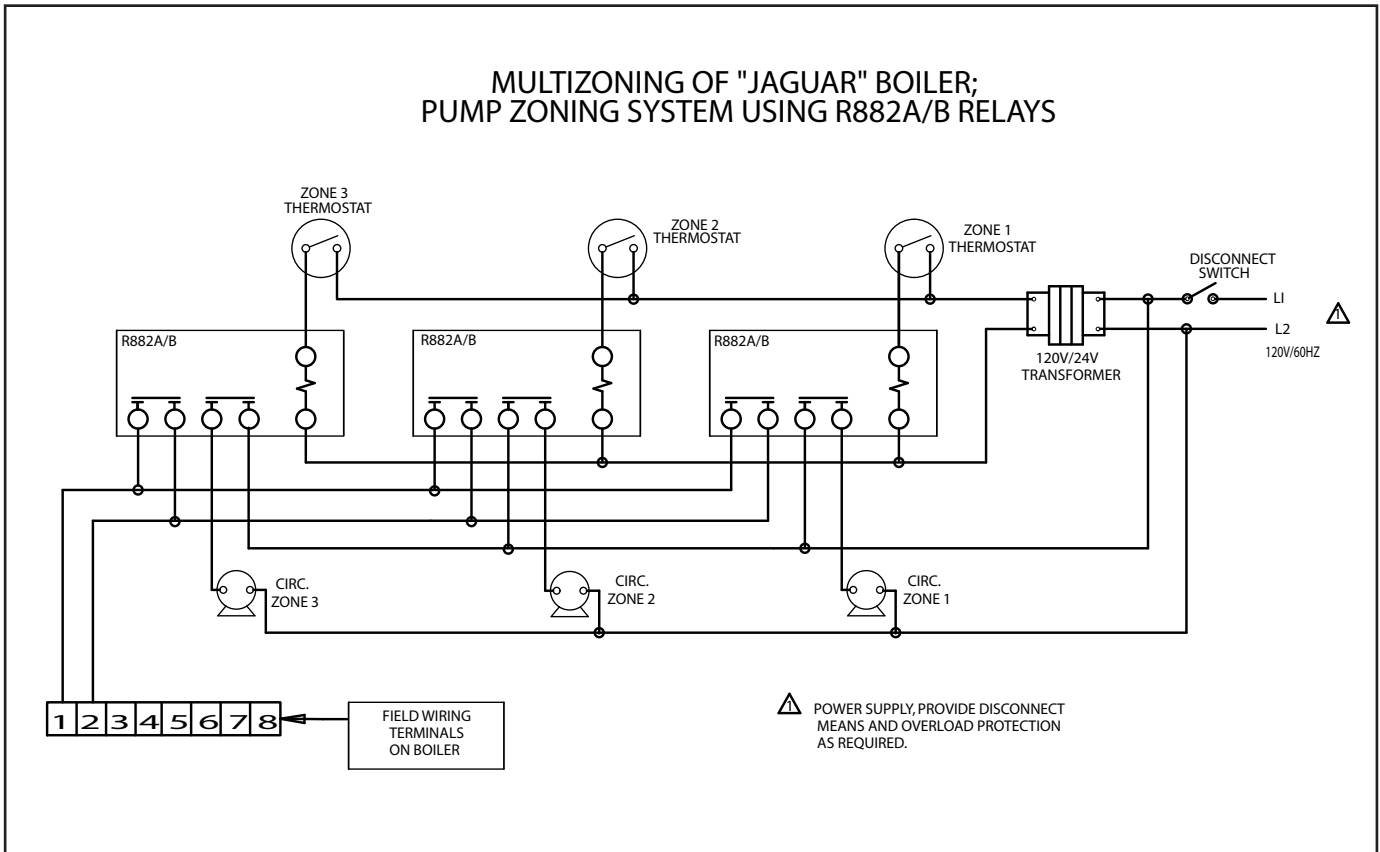 MULTIZONING OF "JAGUAR" BOILER;
PUMP ZONING SYSTEM USING R882A/B RELAYS
ZONE 3
THERMOSTAT
ZONE 2
THERMOSTAT
ZONE 1
THERMOSTAT
DISCONNECT
SWITCH
LI
L2
1
120V/60HZ
R882A/B
R882A/B
R882A/B
120V/24V
TRANSFORMER
CIRC.
ZONE 3
CIRC.
ZONE 2
CIRC.
ZONE 1
1 2 3 4 5 6 7 8
FIELD WIRING
TERMINALS
ON BOILER
1 POWER SUPPLY, PROVIDE DISCONNECT
MEANS AND OVERLOAD PROTECTION
AS REQUIRED.